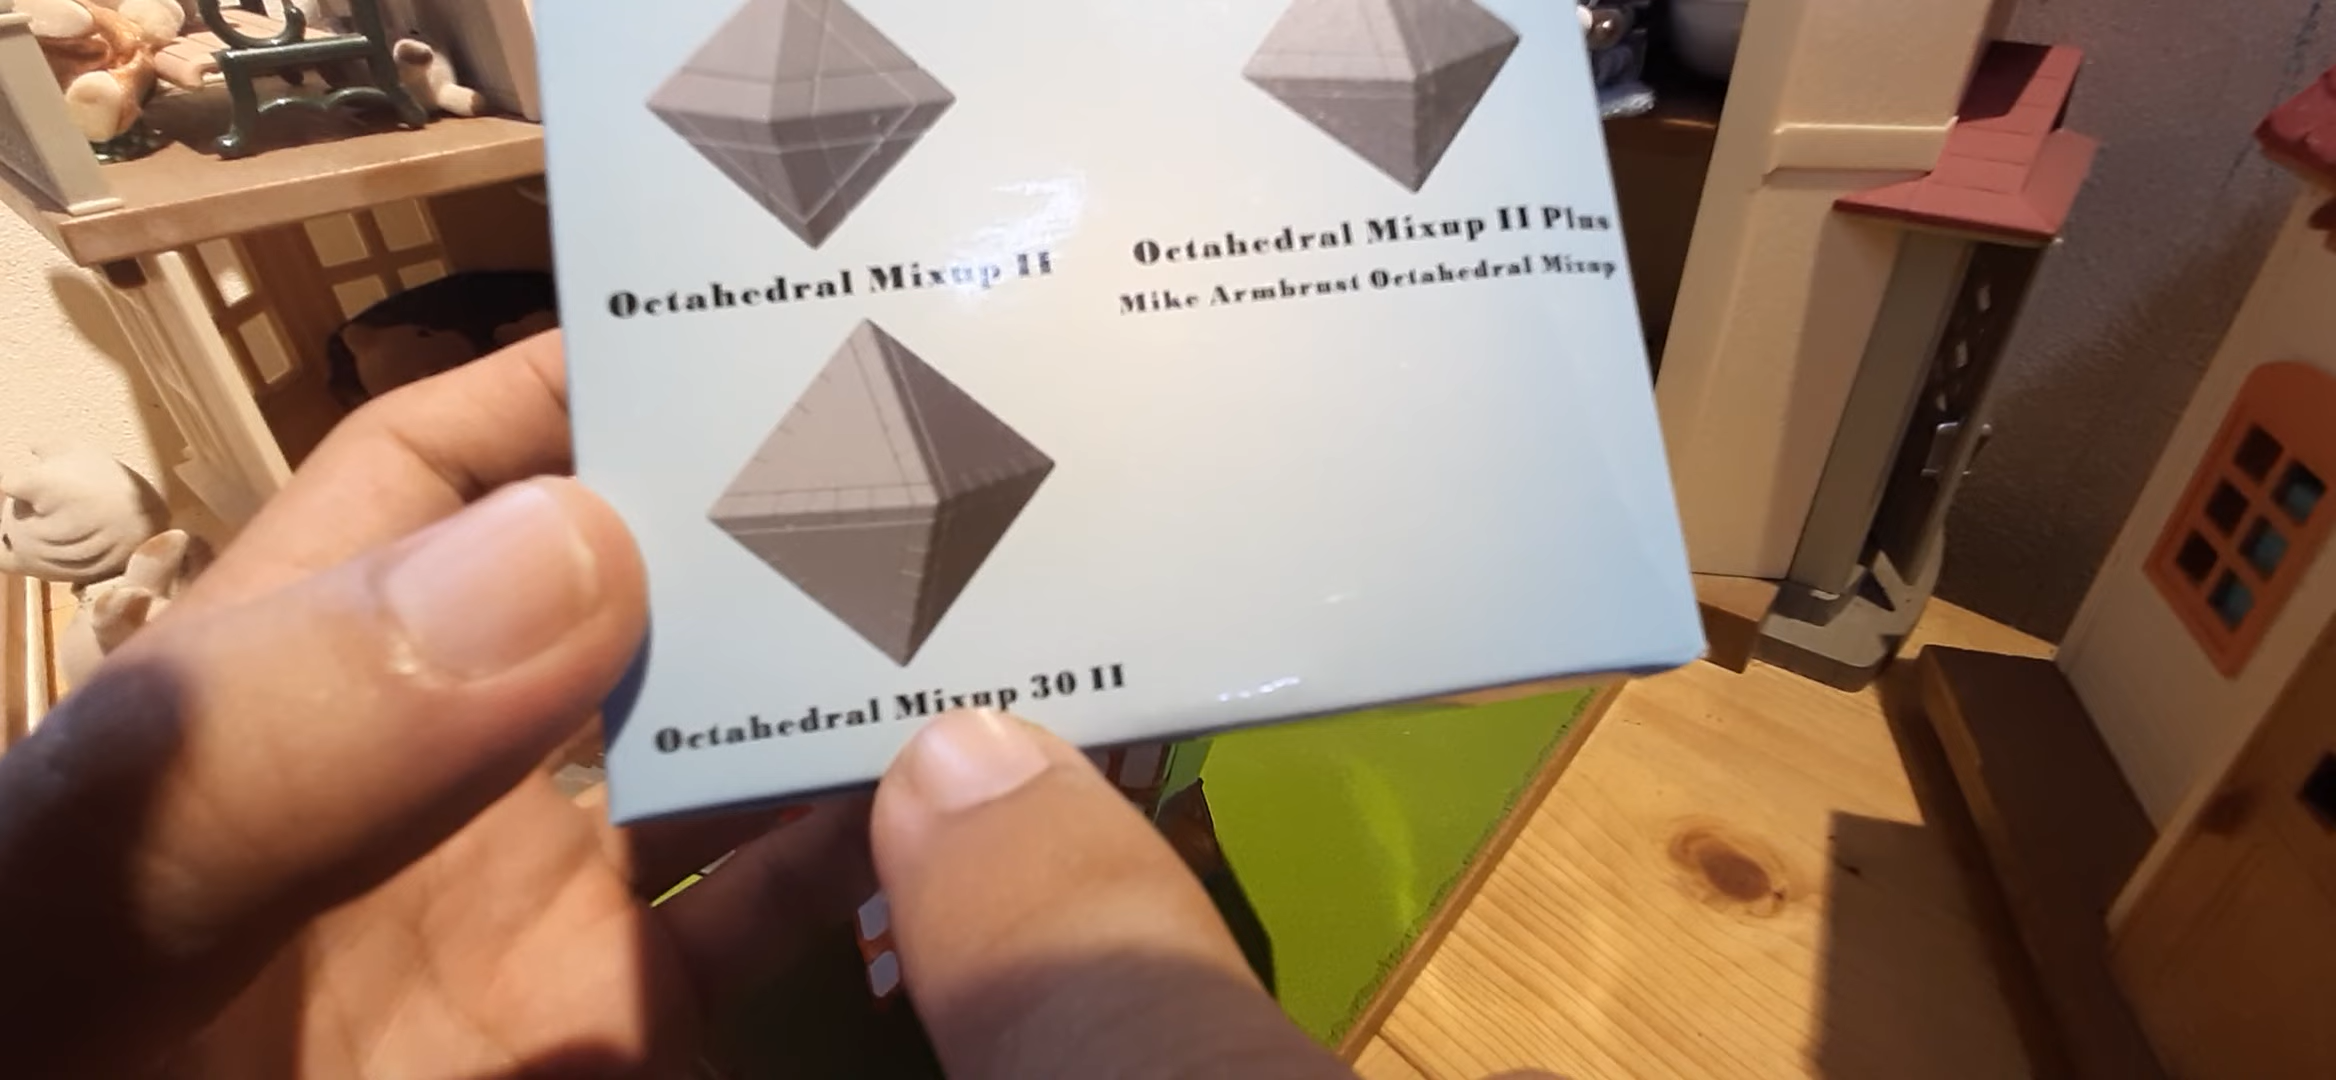 Octahedral Mixup II
Octahedral Mixup II Plus
Mike Armbrust Octahedral Mixup
Octahedral Mixup 30 II